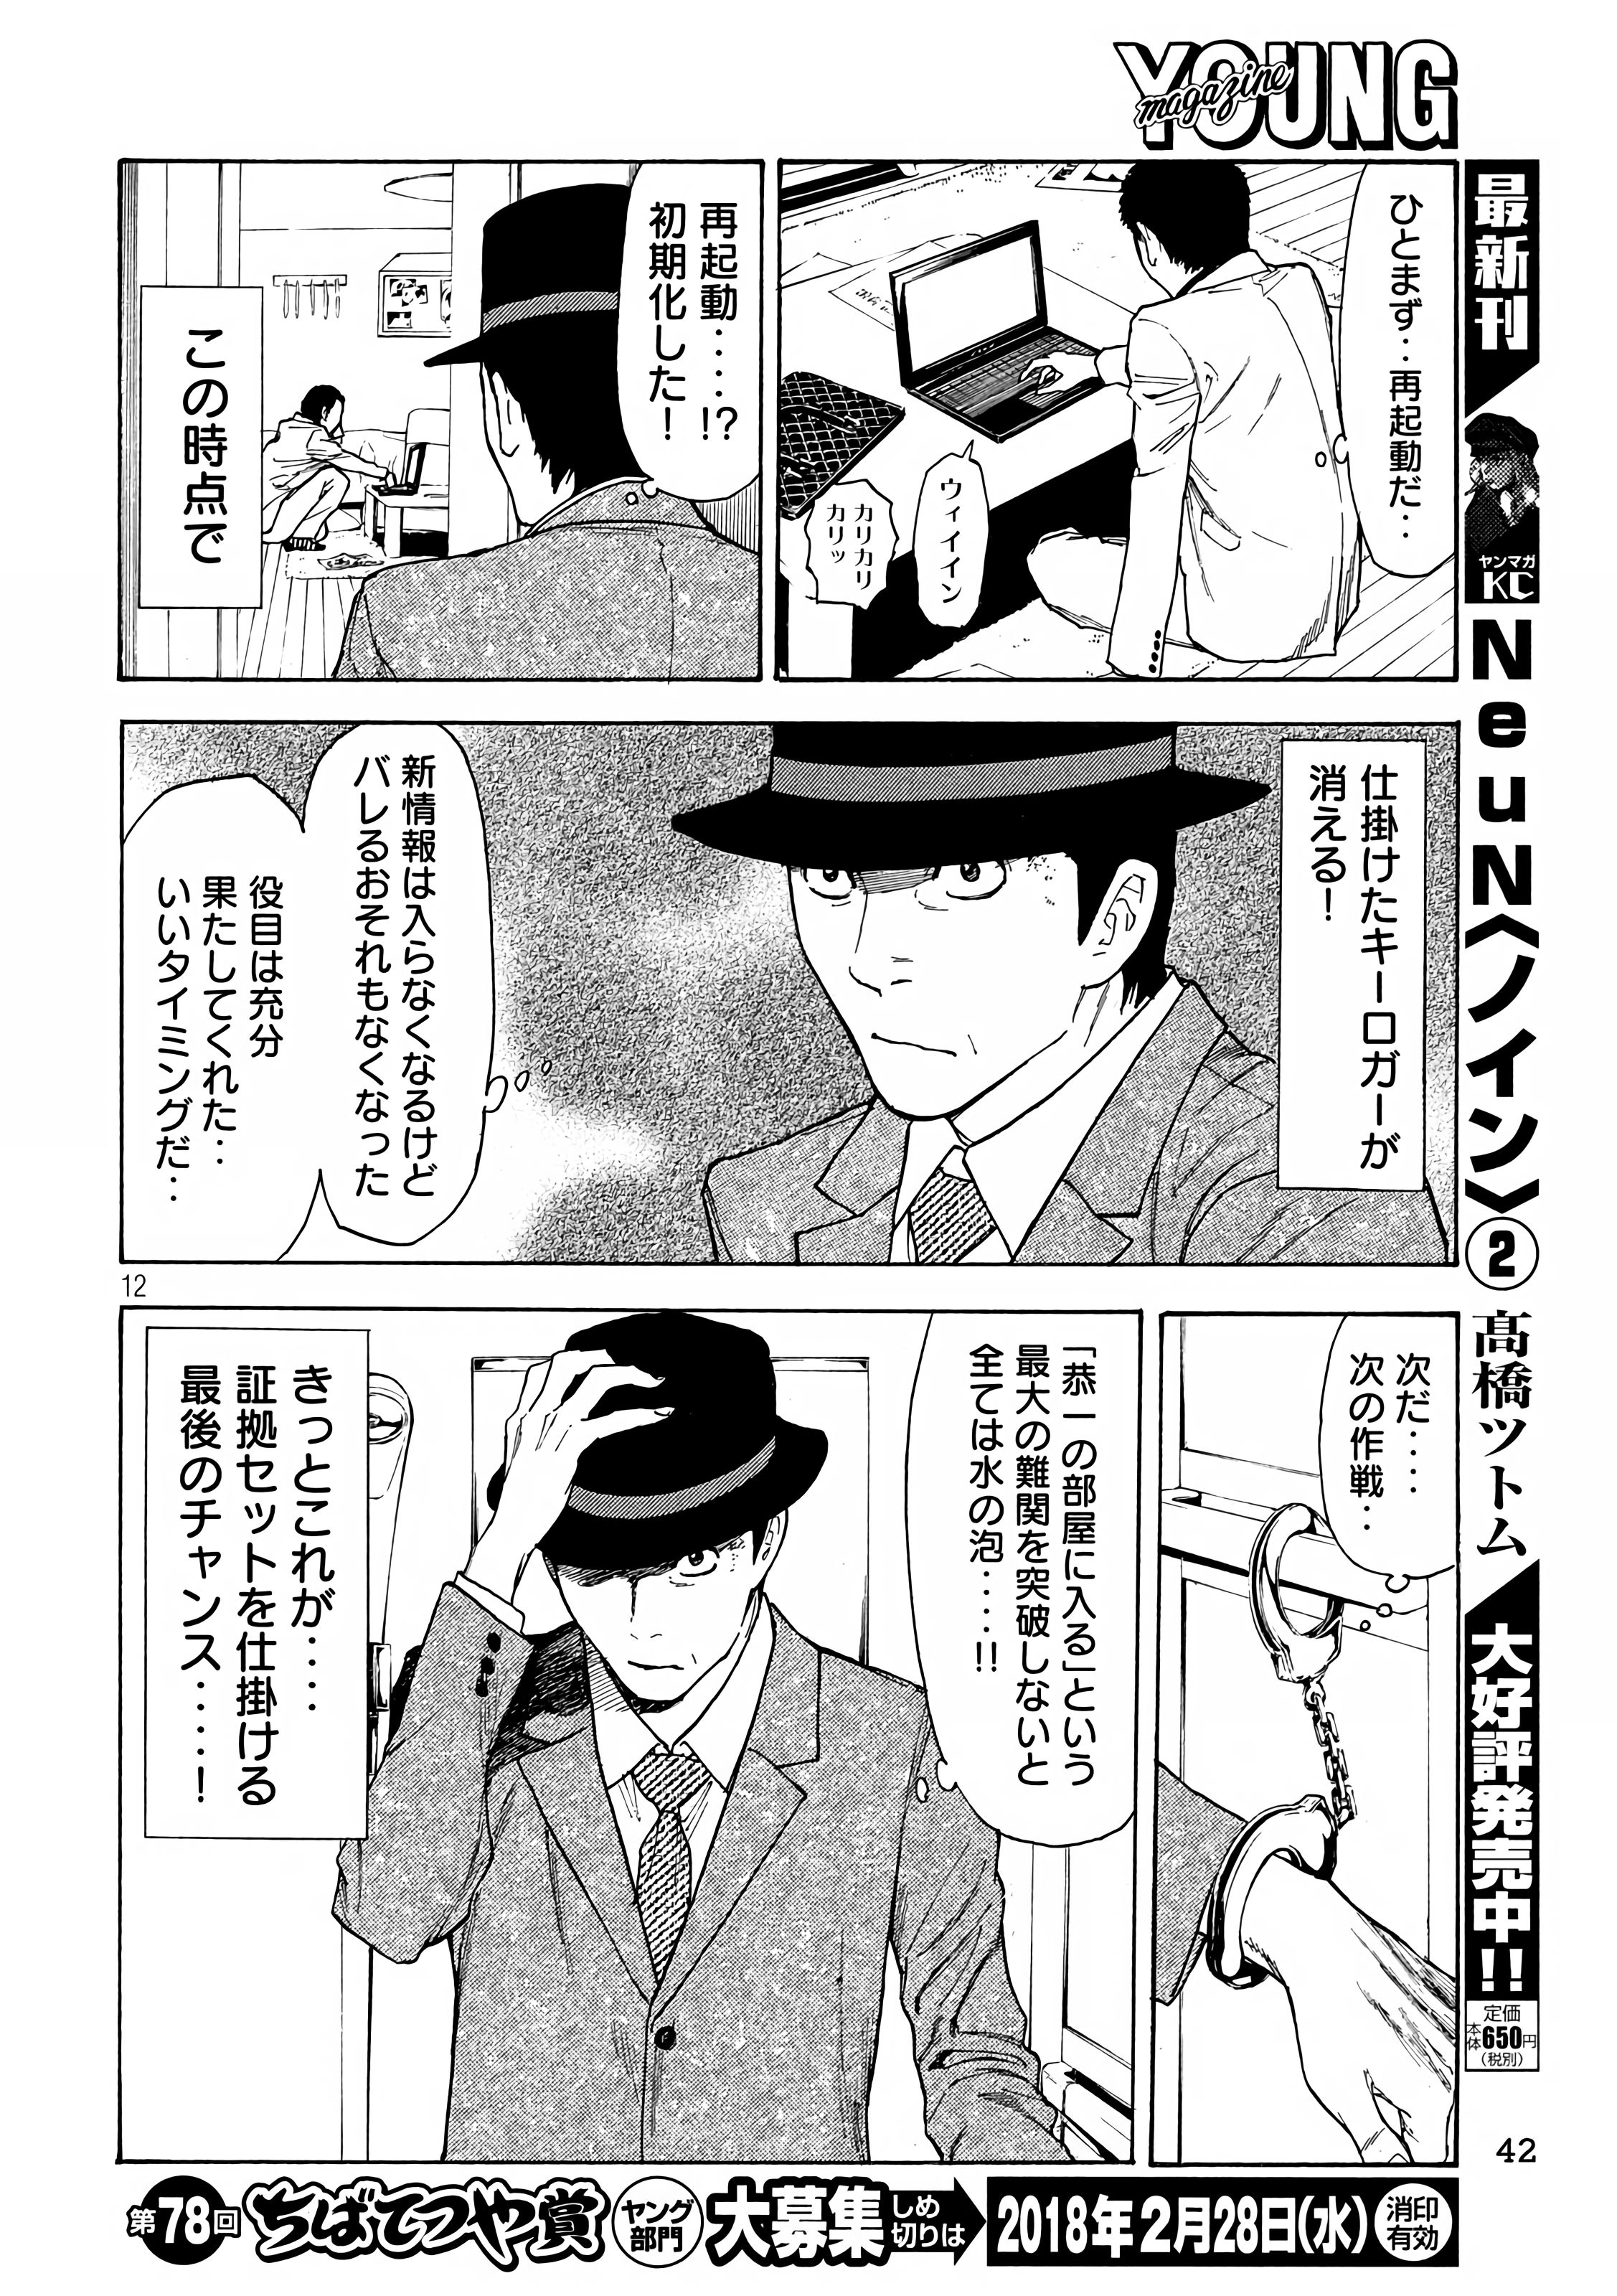 YOUNG
magazine
ひとまず‥再起動だ‥
ウィイイン
カリカリ
カリッ
再起動‥‥!?
初期化した！
この時点で
仕掛けたキーロガーが
消える！
新情報は入らなくなるけど
バレるおそれもなくなった
役目は充分
果たしてくれた‥
いいタイミングだ‥
12
次だ‥‥
次の作戦‥
「恭一の部屋に入る」という
最大の難関を突破しないと
全ては水の泡‥‥!!
きっとこれが‥‥
証拠セットを仕掛ける
最後のチャンス‥‥‥！
最新刊
ヤンマガ
KC
NeuN〈ノイン〉②
髙橋ツトム
大好評発売中!!
定価
本体650円
(税別)
42
第78回
ちばてつや賞
ヤング
部門
大募集
しめ
切りは
2018年2月28日(水)
消印
有効